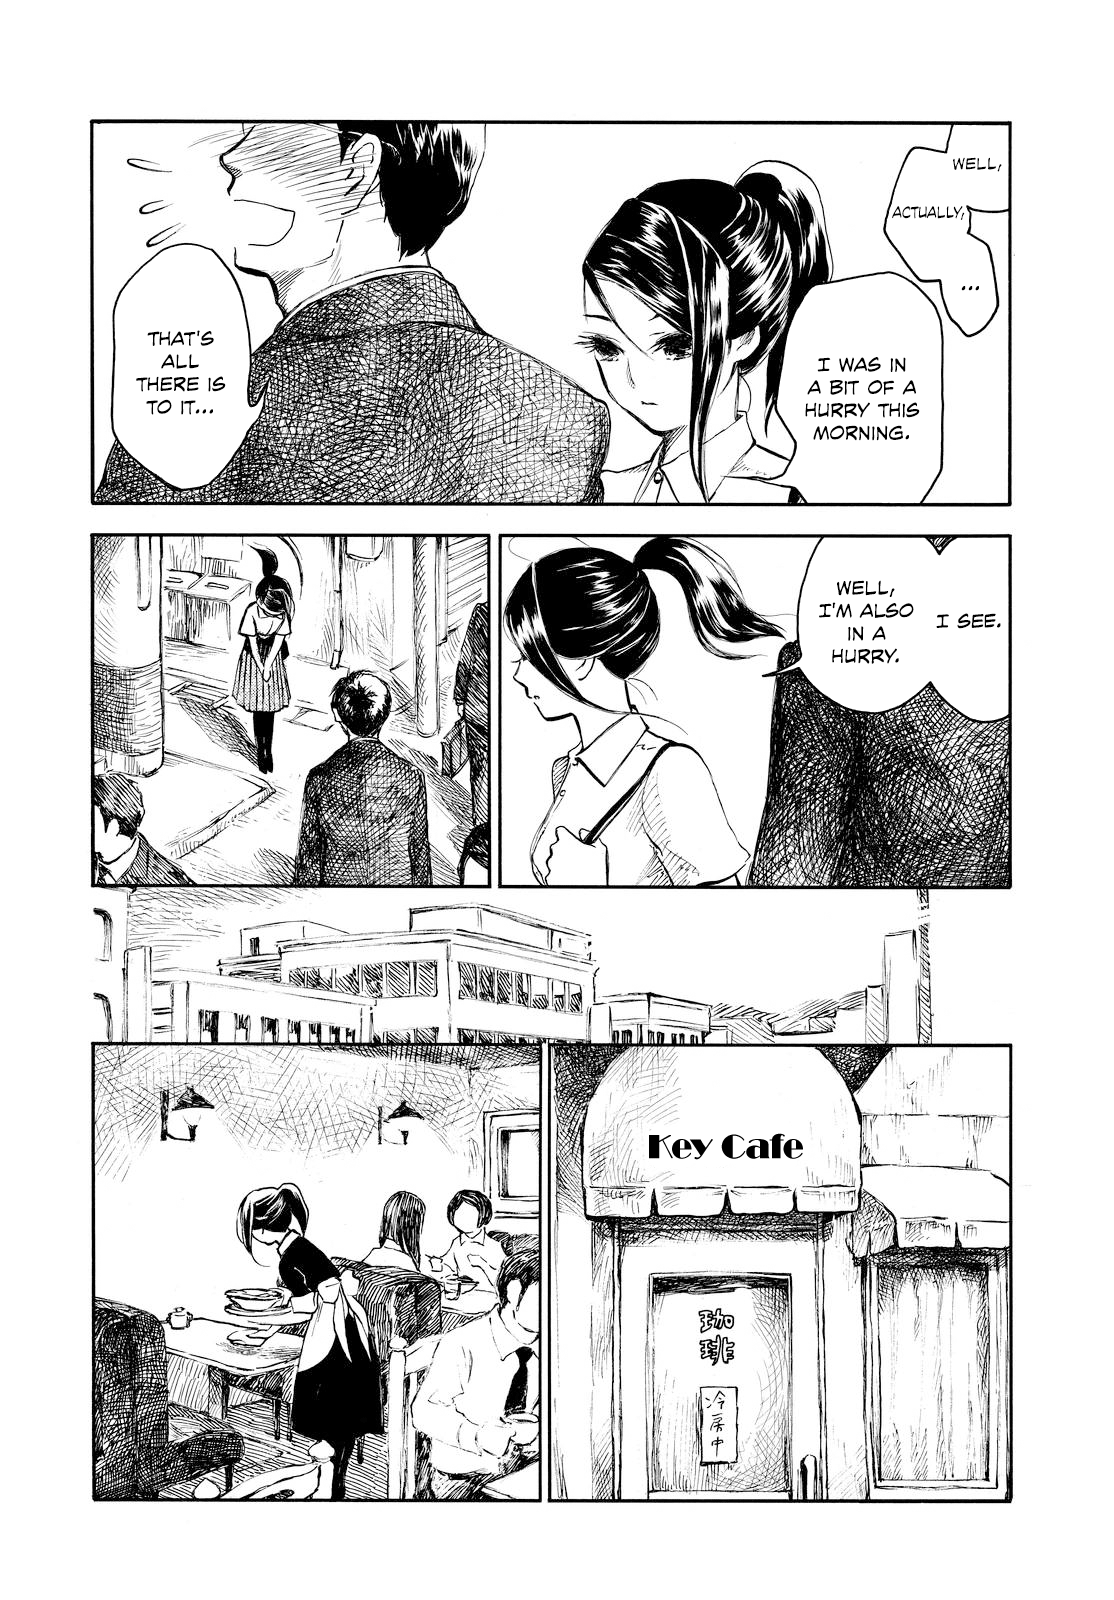 WELL,
ACTUALLY,
...
I WAS IN
A BIT OF A
HURRY THIS
MORNING.
THAT'S
ALL
THERE IS
TO IT...
I SEE.
WELL,
I'M ALSO
IN A
HURRY.
Key Cafe
珈
琲
冷
房
中